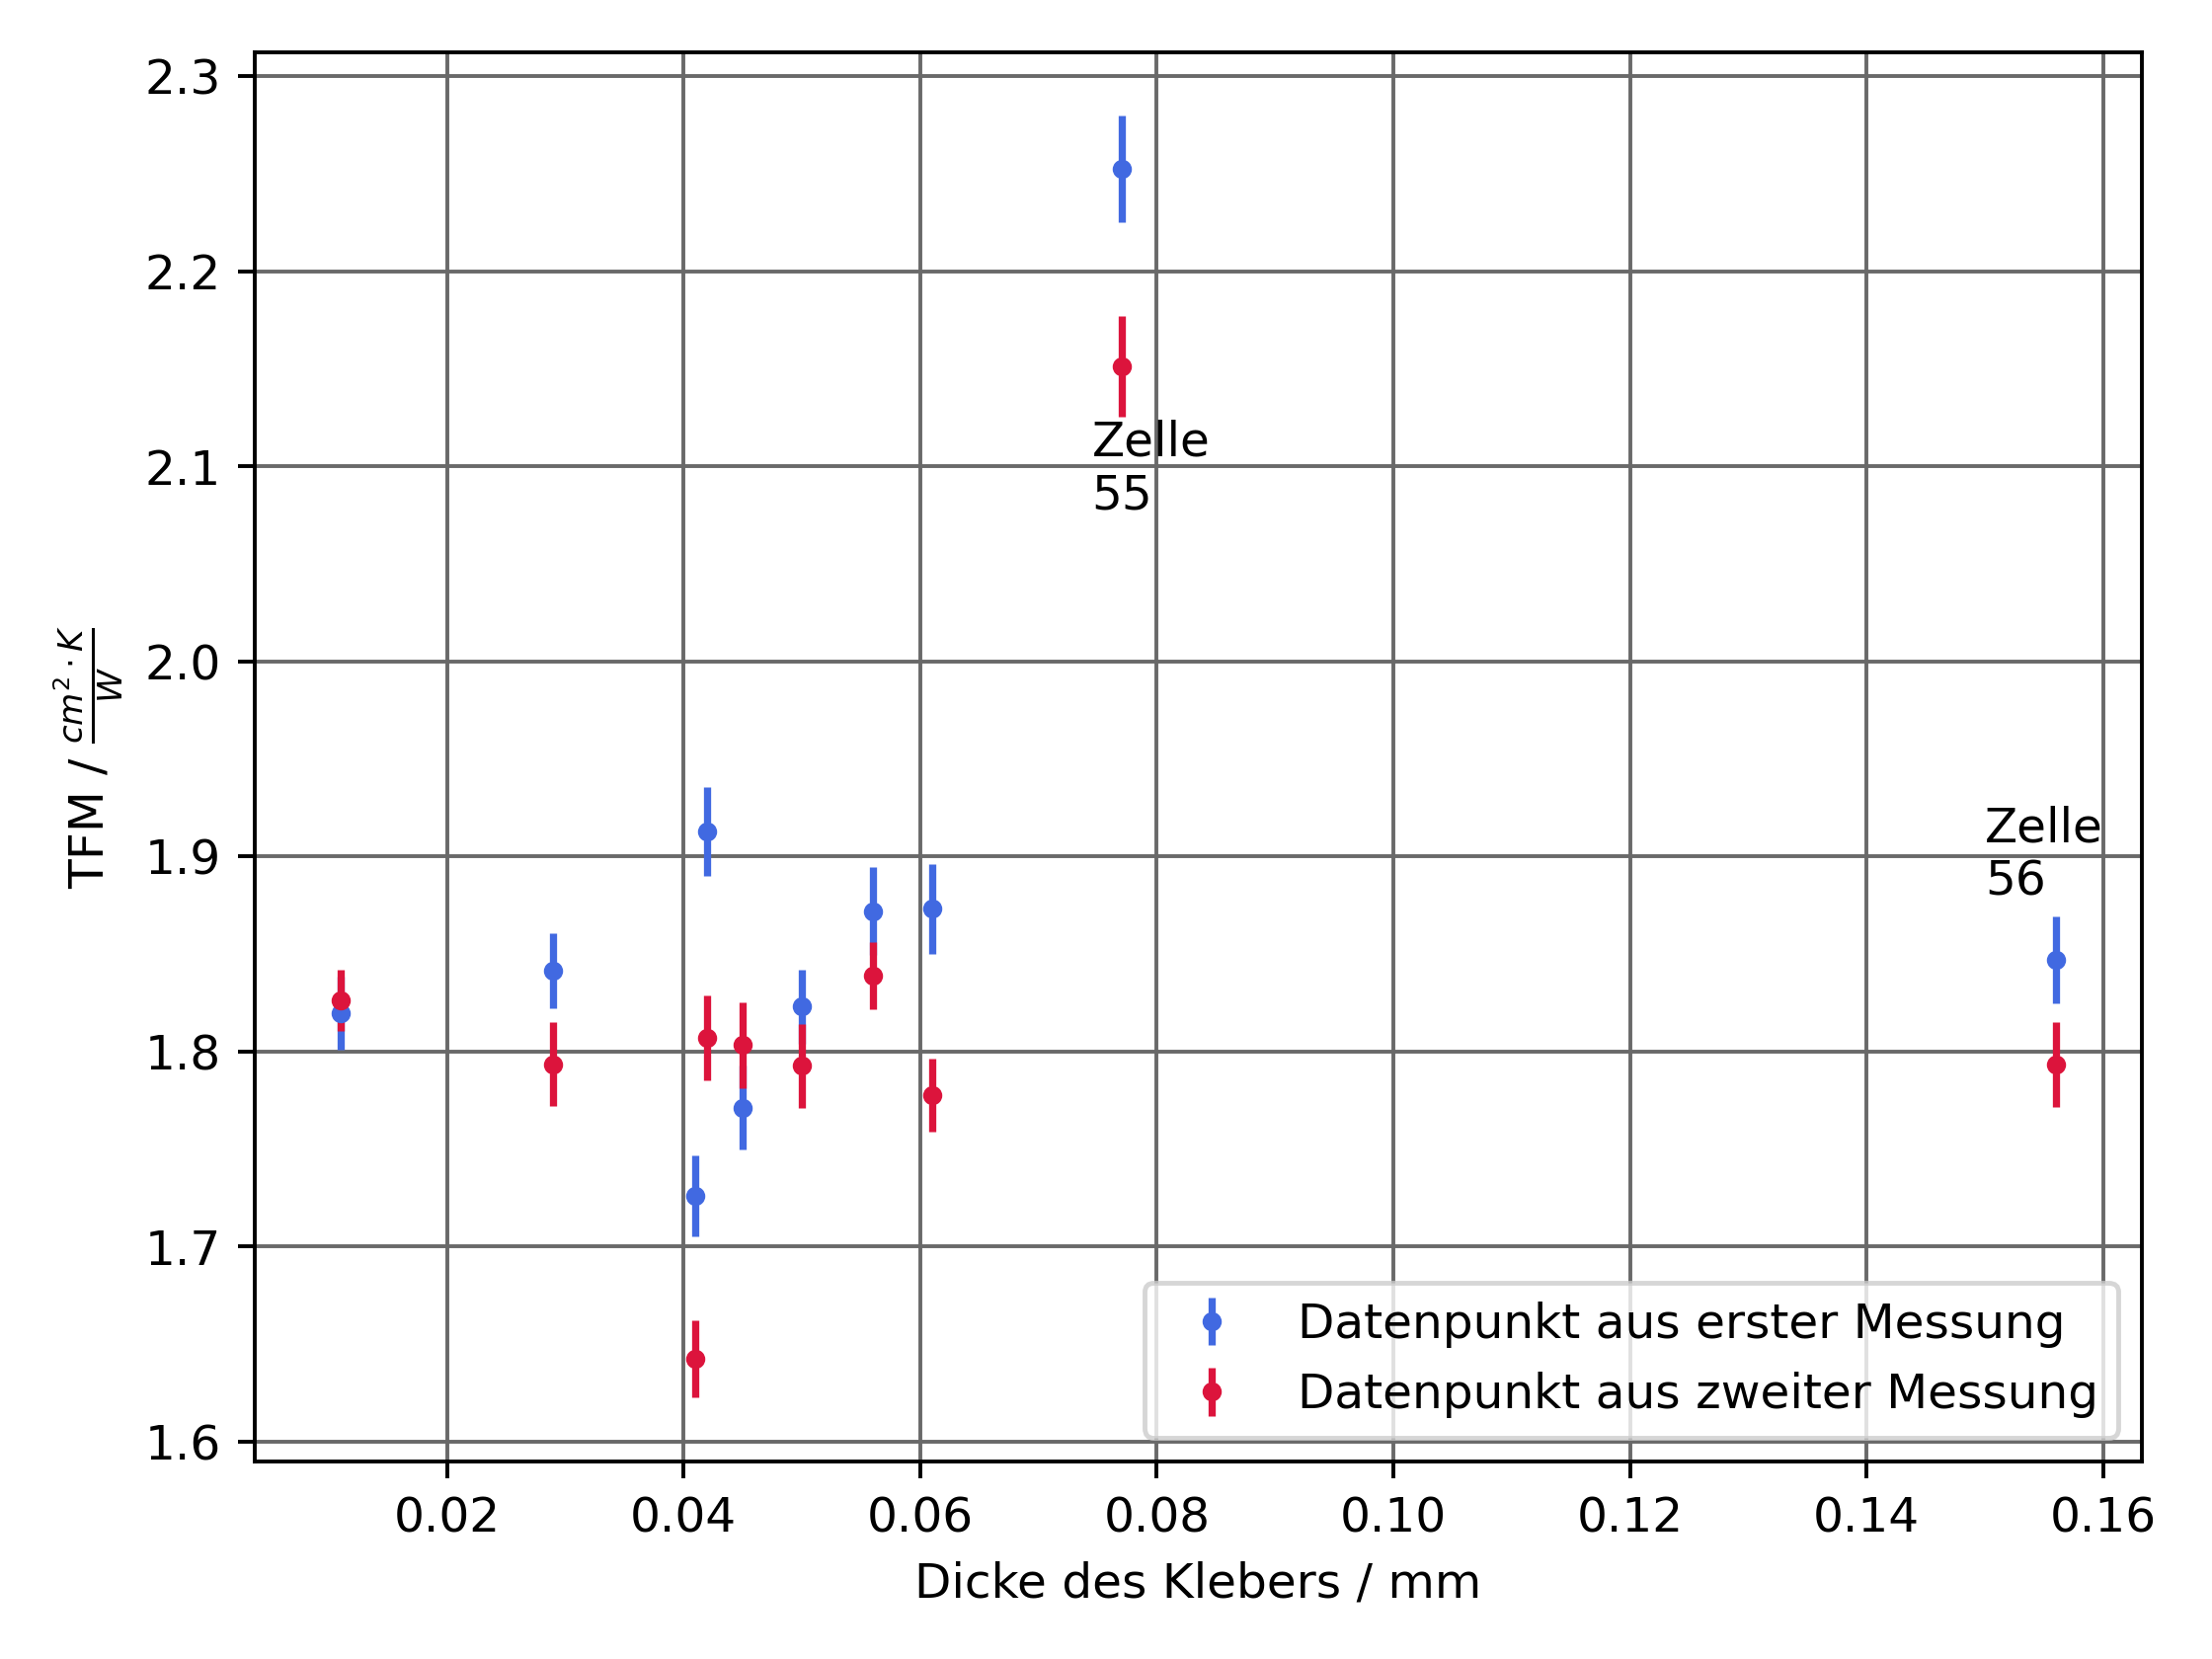 2.3
2.2
2.1
2.0
1.9
1.8
1.7
1.6
TFM / cm² · K / W
Zelle
55
Zelle
56
Datenpunkt aus erster Messung
Datenpunkt aus zweiter Messung
0.02 0.04 0.06 0.08 0.10 0.12 0.14 0.16
Dicke des Klebers / mm